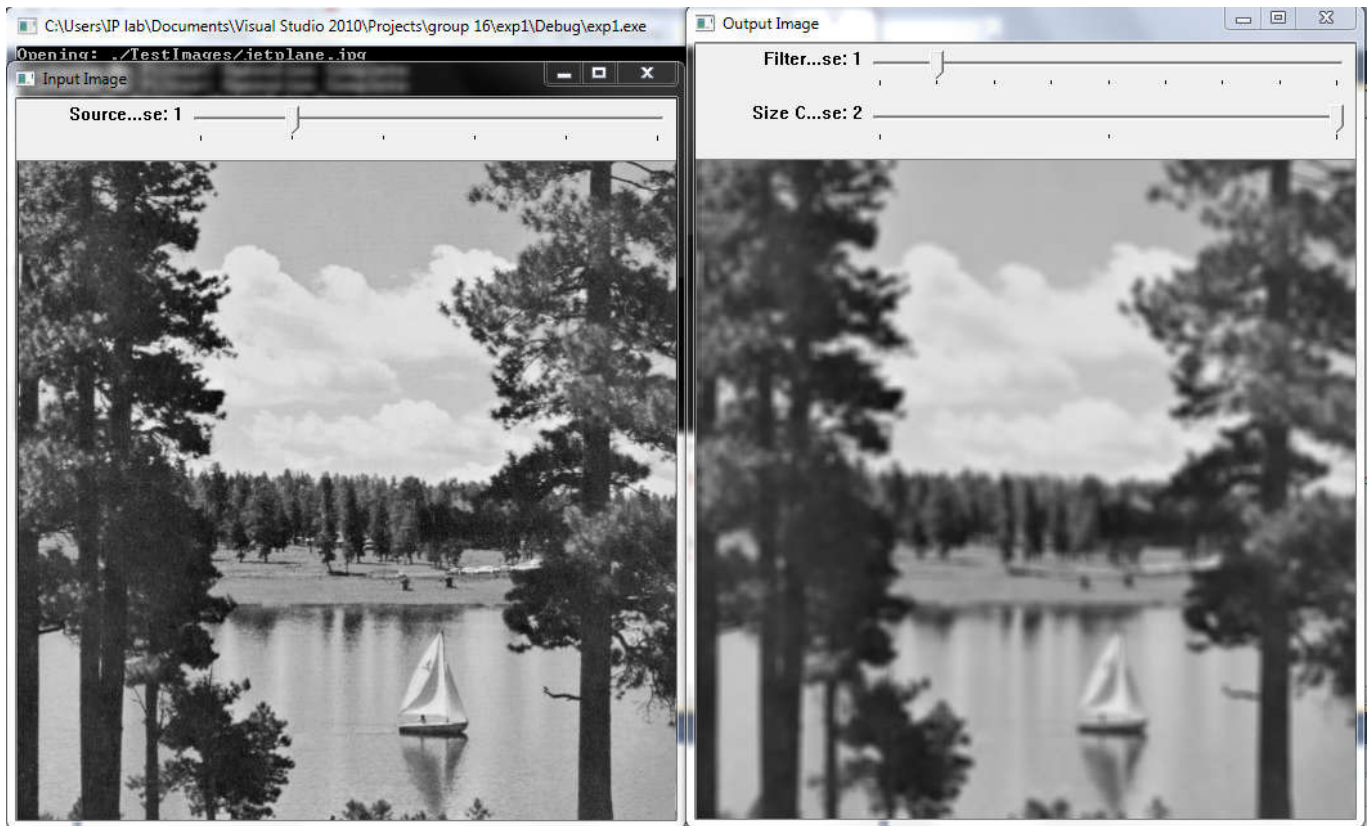 C:\Users\IP lab\Documents\Visual Studio 2010\Projects\group 16\exp1\Debug\exp1.exe
Opening: ./TestImages/jetplane.jpg
Input Image
Source...se: 1
Output Image
Filter...se: 1
Size C...se: 2